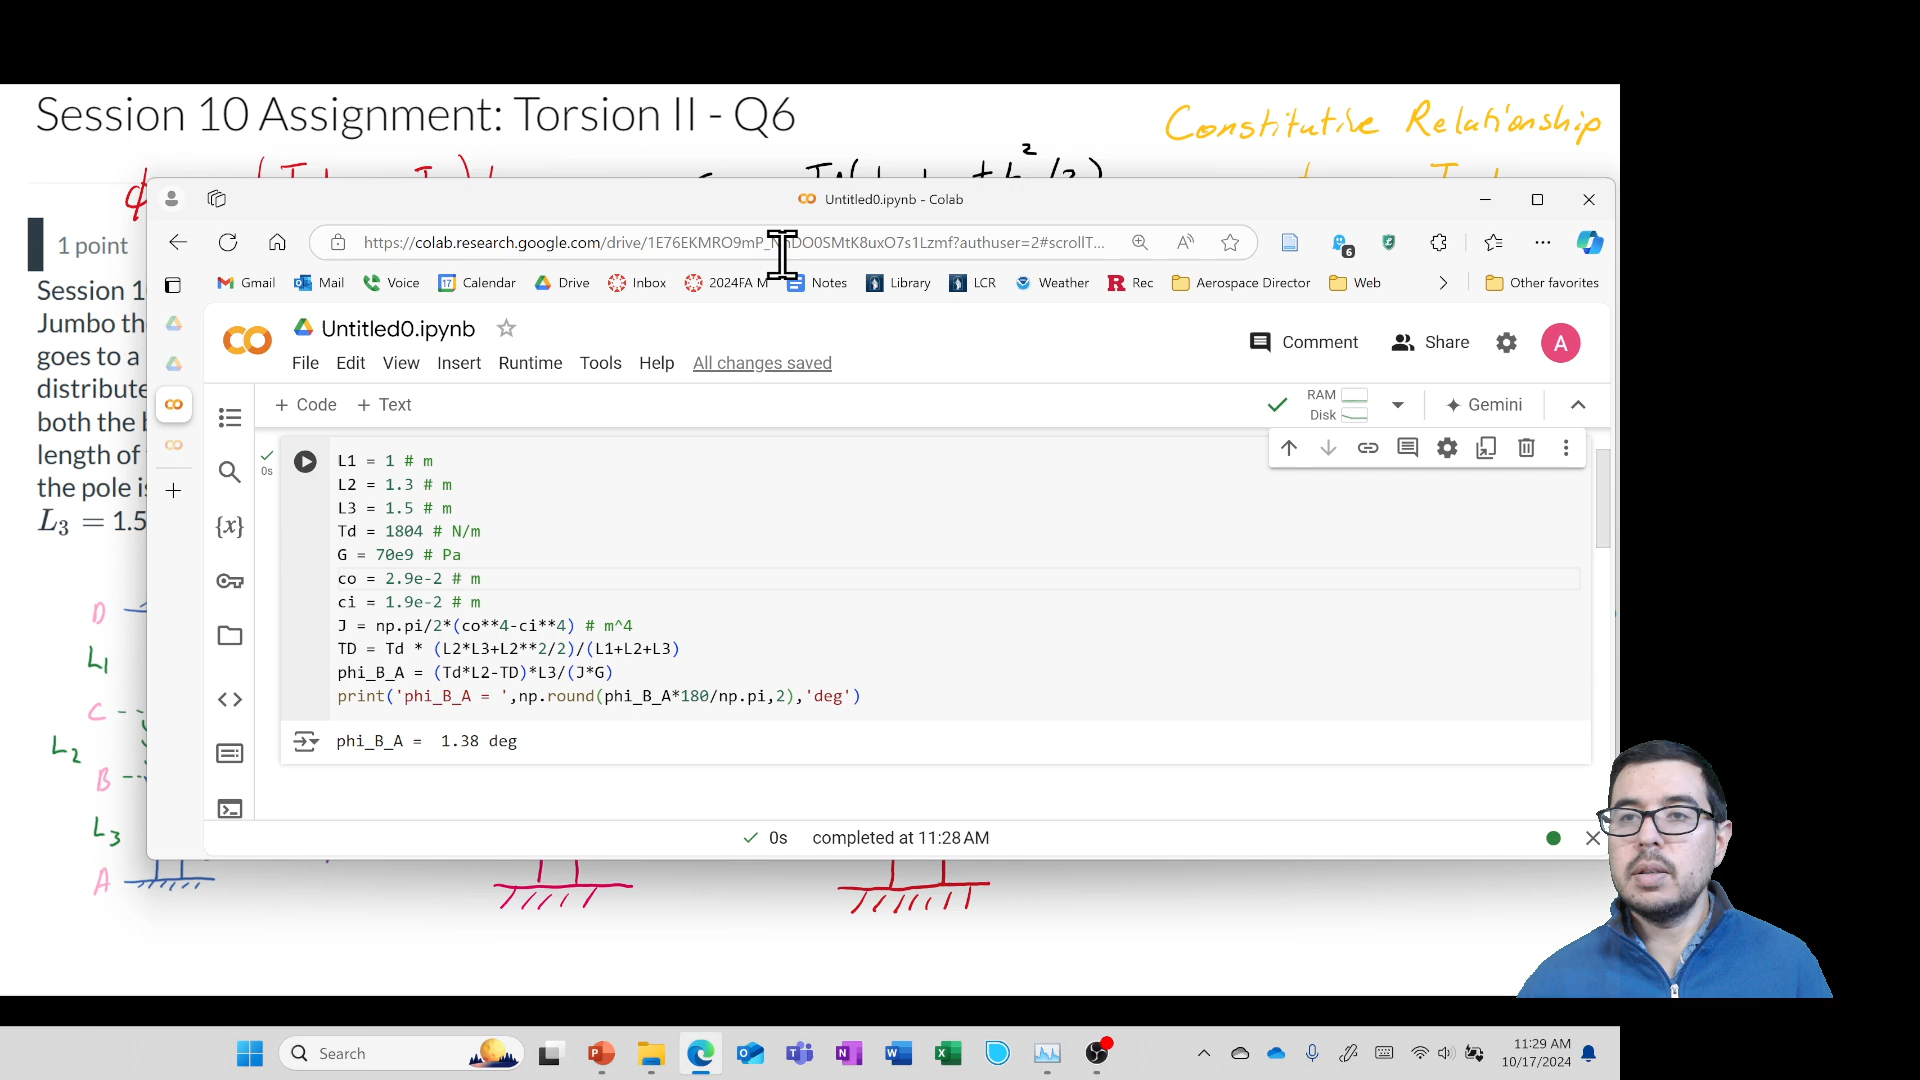 Session 10 Assignment: Torsion II - Q6
Constitutive Relationship
1 point
Session 1
Jumbo th
goes to a
distribute
both the b
length of
the pole i
L3 = 1.5
D
L1
C
L2
B
L3
A
Untitled0.ipynb - Colab
https://colab.research.google.com/drive/1E76EKMRO9mP_
DO0SMtK8uxO7s1Lzmf?authuser=2#scrollT...
6
Gmail
Mail
Voice
17
Calendar
Drive
Inbox
2024FA M
Notes
Library
LCR
Weather
Rec
Aerospace Director
Web
Other favorites
Untitled0.ipynb
File Edit View Insert Runtime Tools Help All changes saved
Comment
Share
A
+ Code + Text
RAM
Disk
Gemini
{x}
0s
L1 = 1 # m
L2 = 1.3 # m
L3 = 1.5 # m
Td = 1804 # N/m
G = 70e9 # Pa
co = 2.9e-2 # m
ci = 1.9e-2 # m
J = np.pi/2*(co**4-ci**4) # m^4
TD = Td * (L2*L3+L2**2/2)/(L1+L2+L3)
phi_B_A = (Td*L2-TD)*L3/(J*G)
print('phi_B_A = ',np.round(phi_B_A*180/np.pi,2),'deg')
phi_B_A =  1.38 deg
0s completed at 11:28 AM
Search
11:29 AM
10/17/2024